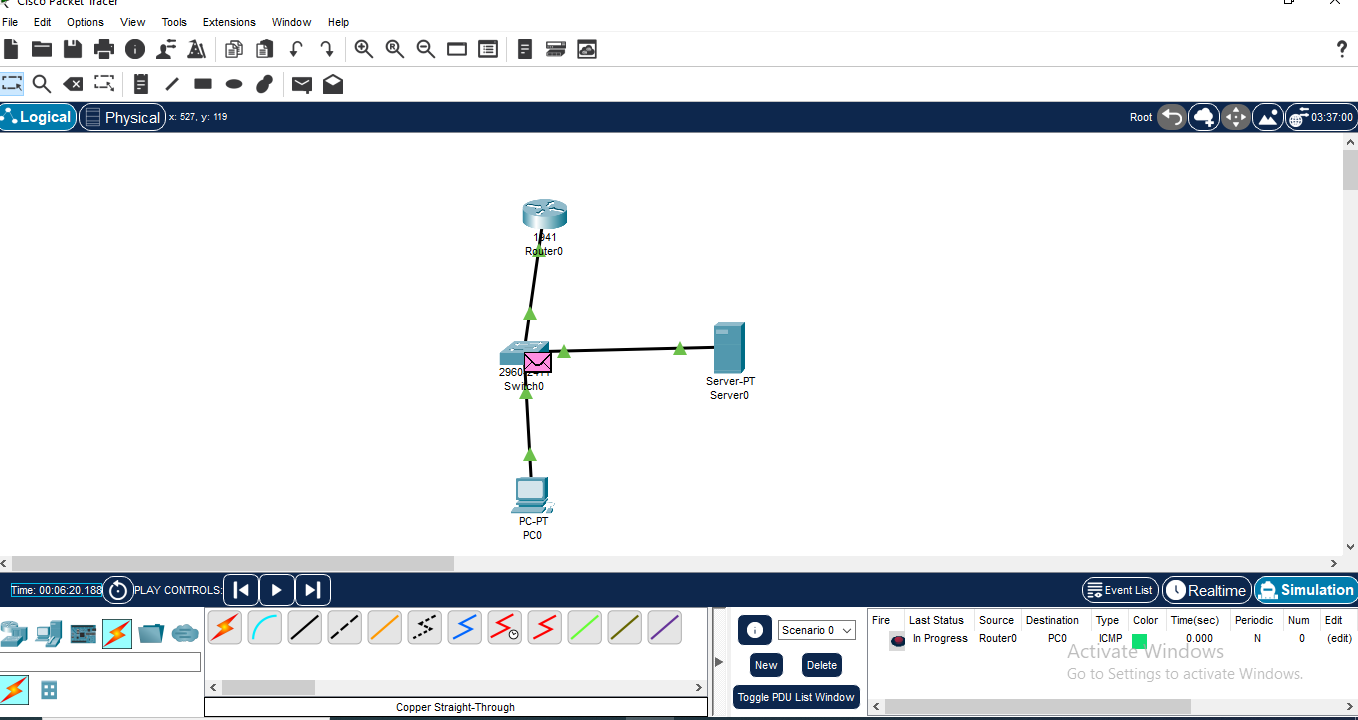 Cisco Packet Tracer
File Edit Options View Tools Extensions Window Help
?
Logical Physical x: 527, y: 119 Root 03:37:00
1941
Router0
2960-24TT
Switch0
Server-PT
Server0
PC-PT
PC0
Time: 00:06:20.188 PLAY CONTROLS: Event List Realtime Simulation
Scenario 0
New Delete
Toggle PDU List Window
Fire Last Status Source Destination Type Color Time(sec) Periodic Num Edit
In Progress Router0 PC0 ICMP 0.000 N 0 (edit)
Activate Windows
Go to Settings to activate Windows.
Copper Straight-Through